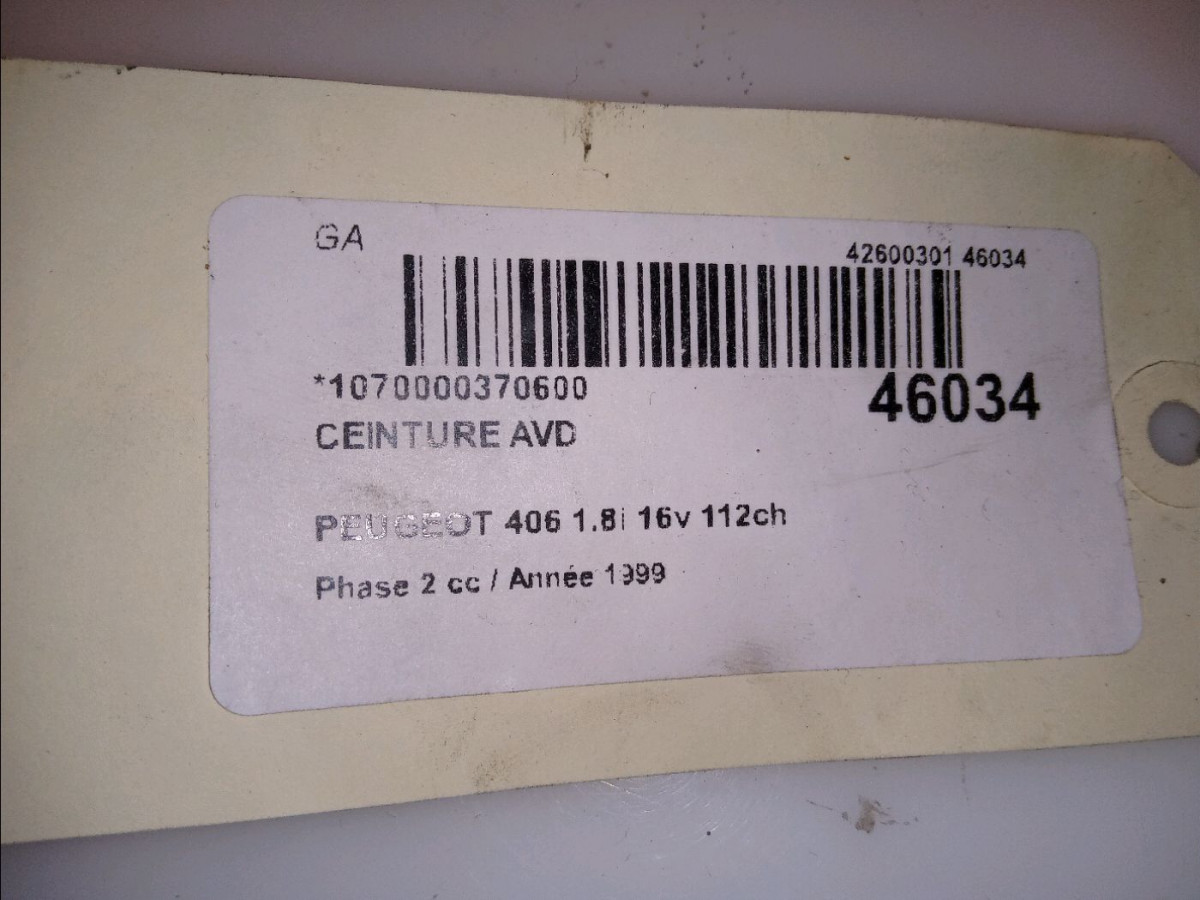 GA
42600301 46034
*1070000370600
46034
CEINTURE AVD
PEUGEOT 406 1.8i 16v 112ch
Phase 2 cc / Année 1999